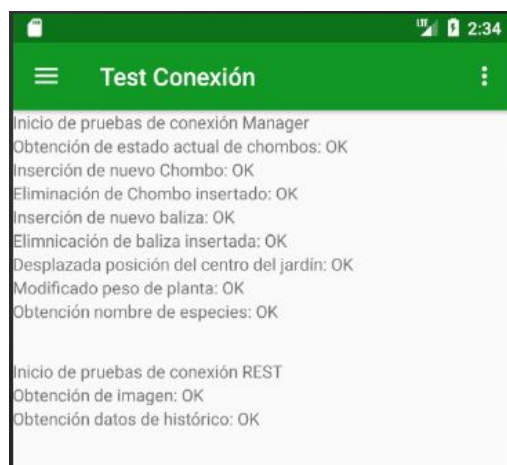 LTE 2:34
Test Conexión
Inicio de pruebas de conexión Manager
Obtención de estado actual de chombos: OK
Inserción de nuevo Chombo: OK
Eliminación de Chombo insertado: OK
Inserción de nuevo baliza: OK
Elimnicación de baliza insertada: OK
Desplazada posición del centro del jardín: OK
Modificado peso de planta: OK
Obtención nombre de especies: OK
Inicio de pruebas de conexión REST
Obtención de imagen: OK
Obtención datos de histórico: OK